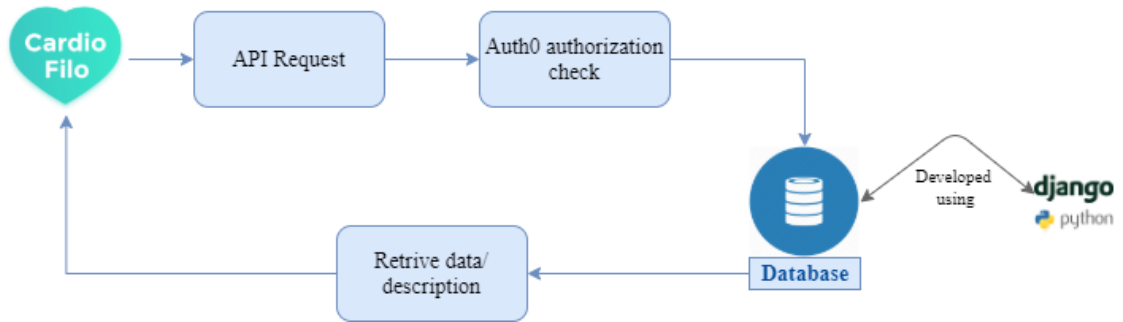 Cardio
Filo
API Request
Auth0 authorization
check
Developed
using
django
python
Database
Retrive data/
description